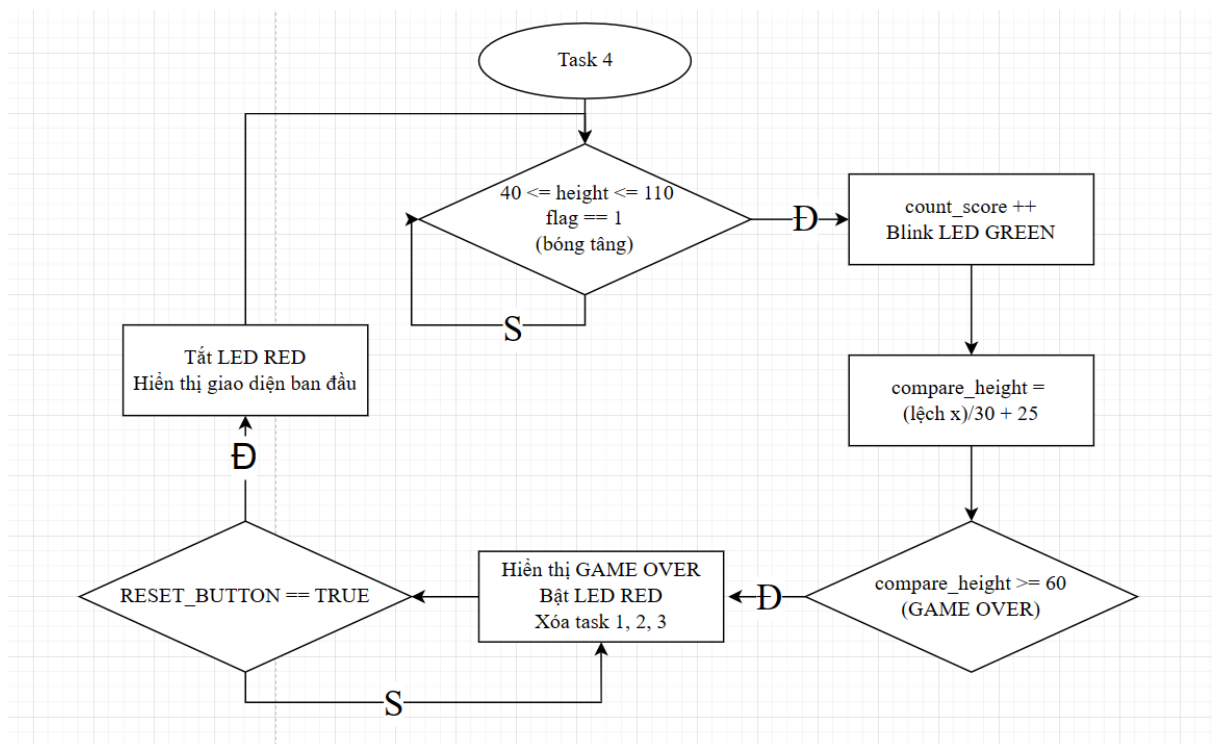 Task 4
40 <= height <= 110
flag == 1
(bóng tâng)
Đ
count_score ++
Blink LED GREEN
S
compare_height =
(lệch x)/30 + 25
Tắt LED RED
Hiển thị giao diện ban đầu
Đ
compare_height >= 60
(GAME OVER)
Đ
Hiển thị GAME OVER
Bật LED RED
Xóa task 1, 2, 3
RESET_BUTTON == TRUE
S